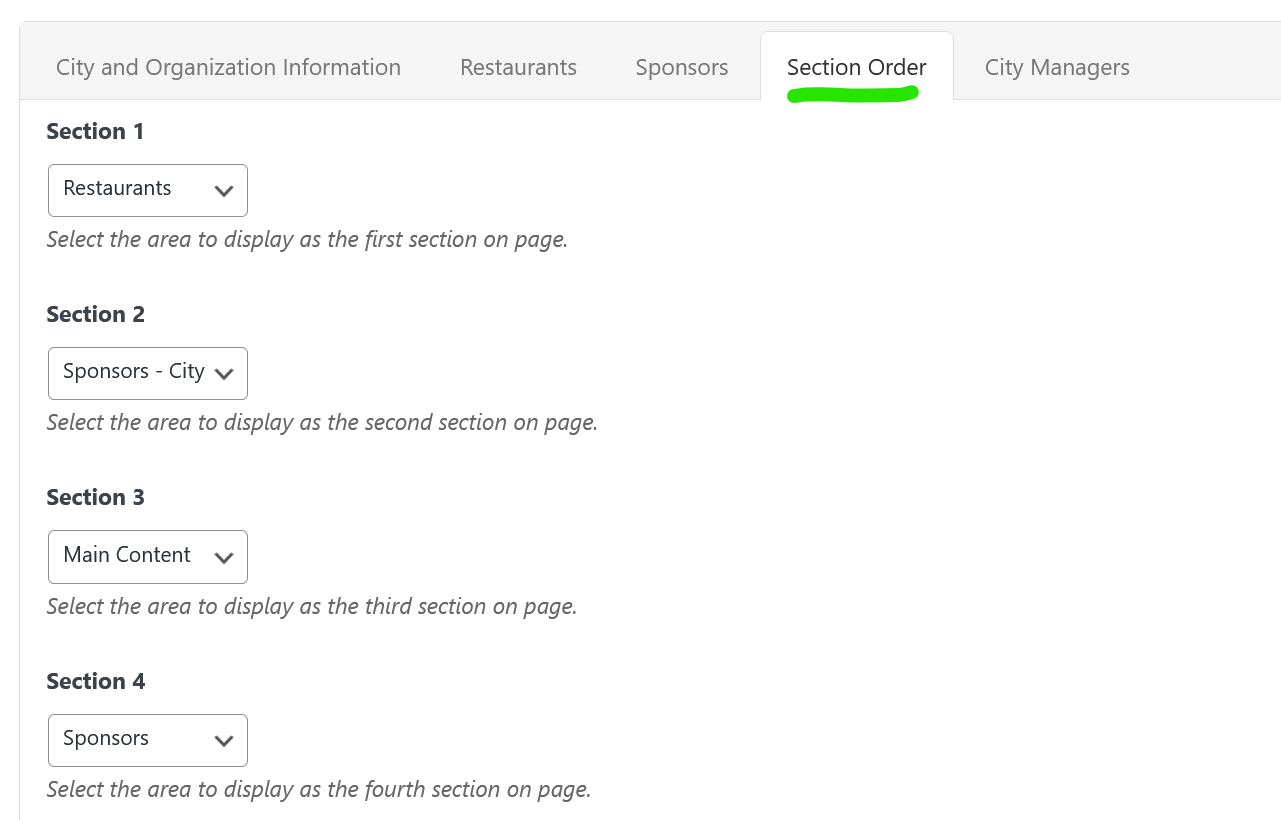 City and Organization Information Restaurants Sponsors Section Order City Managers
Section 1
Restaurants
Select the area to display as the first section on page.
Section 2
Sponsors - City
Select the area to display as the second section on page.
Section 3
Main Content
Select the area to display as the third section on page.
Section 4
Sponsors
Select the area to display as the fourth section on page.